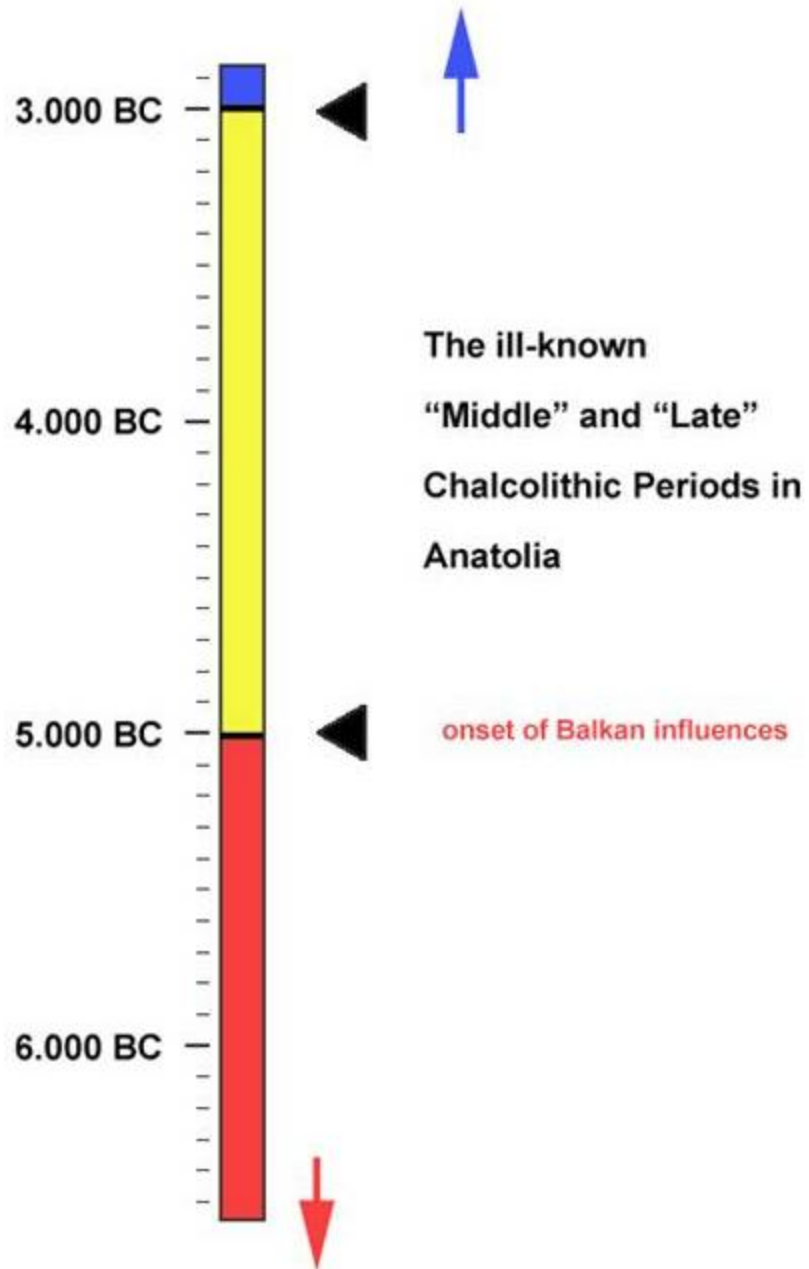 3.000 BC
The ill-known
“Middle” and “Late”
4.000 BC
Chalcolithic Periods in
Anatolia
5.000 BC
onset of Balkan influences
6.000 BC